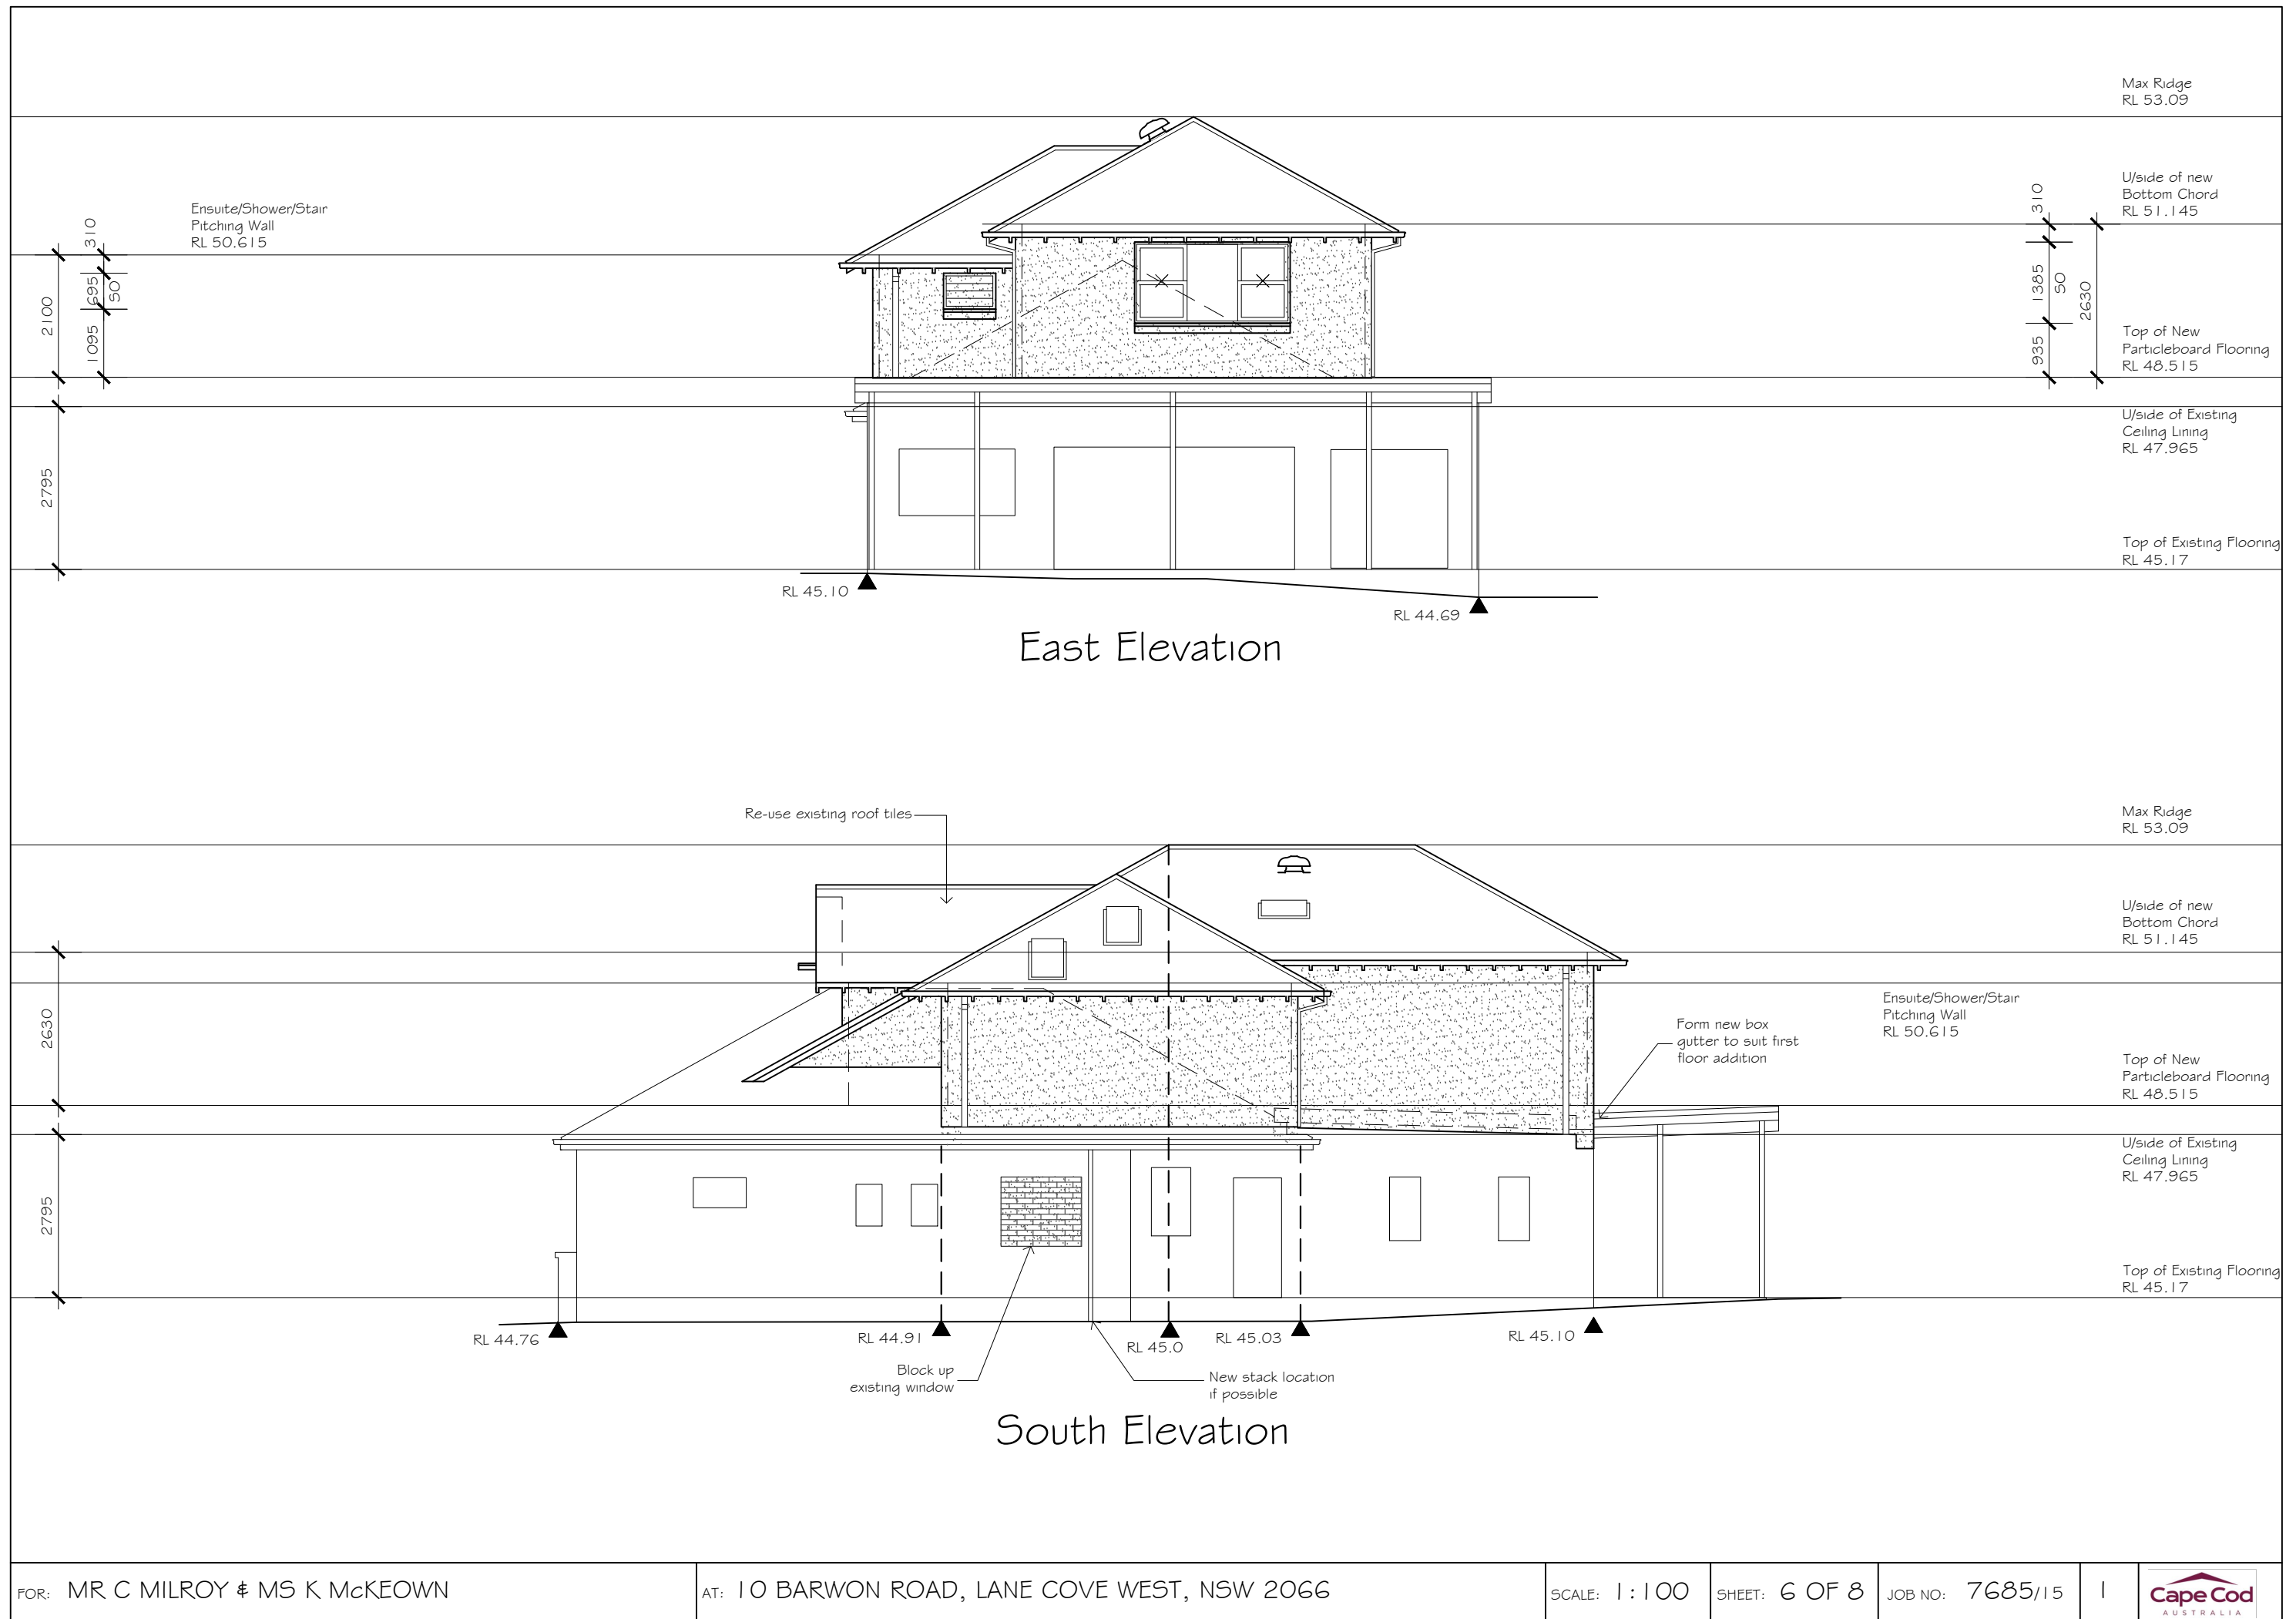 Max Ridge
RL 53.09
U/side of new
Bottom Chord
RL 51.145
Ensuite/Shower/Stair
Pitching Wall
RL 50.615
310
695
50
1095
2100
2795
310
1385
50
935
2630
Top of New
Particleboard Flooring
RL 48.515
U/side of Existing
Ceiling Lining
RL 47.965
Top of Existing Flooring
RL 45.17
RL 45.10
RL 44.69
East Elevation
Re-use existing roof tiles
Max Ridge
RL 53.09
U/side of new
Bottom Chord
RL 51.145
Ensuite/Shower/Stair
Pitching Wall
RL 50.615
Form new box
gutter to suit first
floor addition
2630
2795
Top of New
Particleboard Flooring
RL 48.515
U/side of Existing
Ceiling Lining
RL 47.965
Top of Existing Flooring
RL 45.17
RL 44.76
RL 44.91
RL 45.0
RL 45.03
RL 45.10
Block up
existing window
New stack location
if possible
South Elevation
FOR: MR C MILROY & MS K McKEOWN
AT: 10 BARWON ROAD, LANE COVE WEST, NSW 2066
SCALE: 1:100
SHEET: 6 OF 8
JOB NO: 7685/15
1
Cape Cod
AUSTRALIA